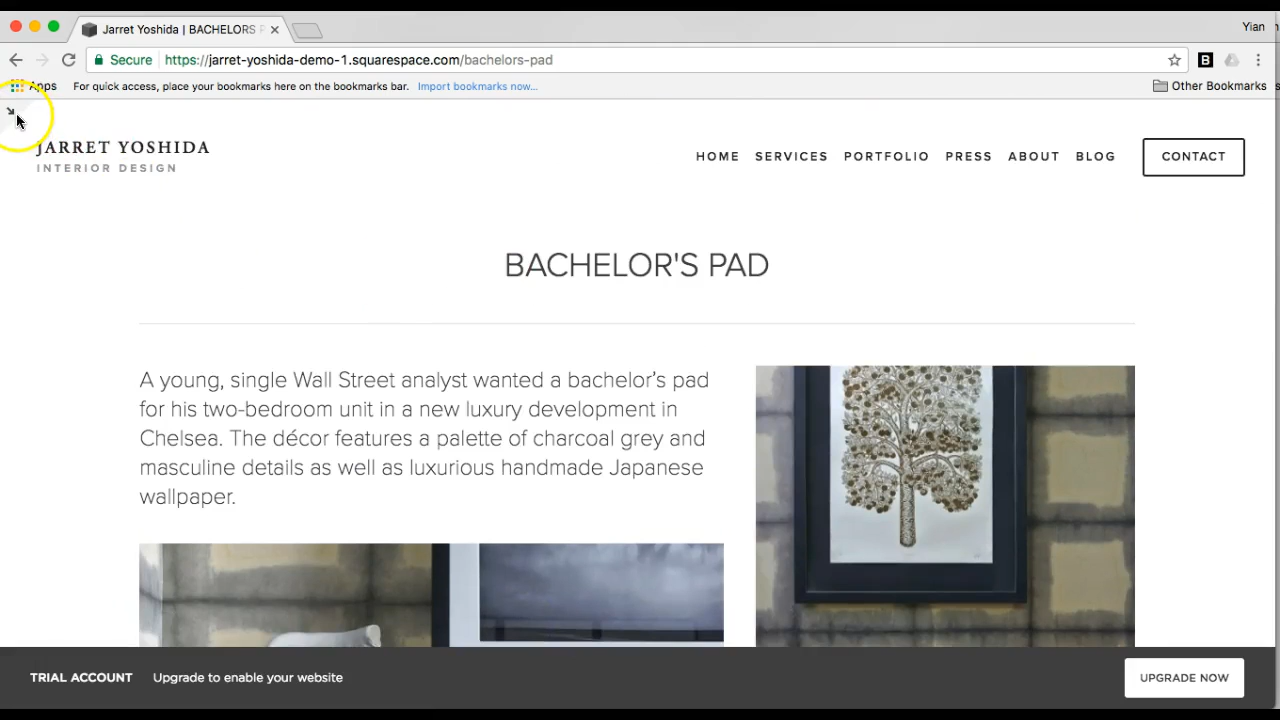 Jarret Yoshida | BACHELORS P
Yian
Secure https://jarret-yoshida-demo-1.squarespace.com/bachelors-pad
B
Apps For quick access, place your bookmarks here on the bookmarks bar. Import bookmarks now... Other Bookmarks
JARRET YOSHIDA
INTERIOR DESIGN
HOME SERVICES PORTFOLIO PRESS ABOUT BLOG CONTACT
BACHELOR'S PAD
A young, single Wall Street analyst wanted a bachelor’s pad
for his two-bedroom unit in a new luxury development in
Chelsea. The décor features a palette of charcoal grey and
masculine details as well as luxurious handmade Japanese
wallpaper.
TRIAL ACCOUNT Upgrade to enable your website UPGRADE NOW